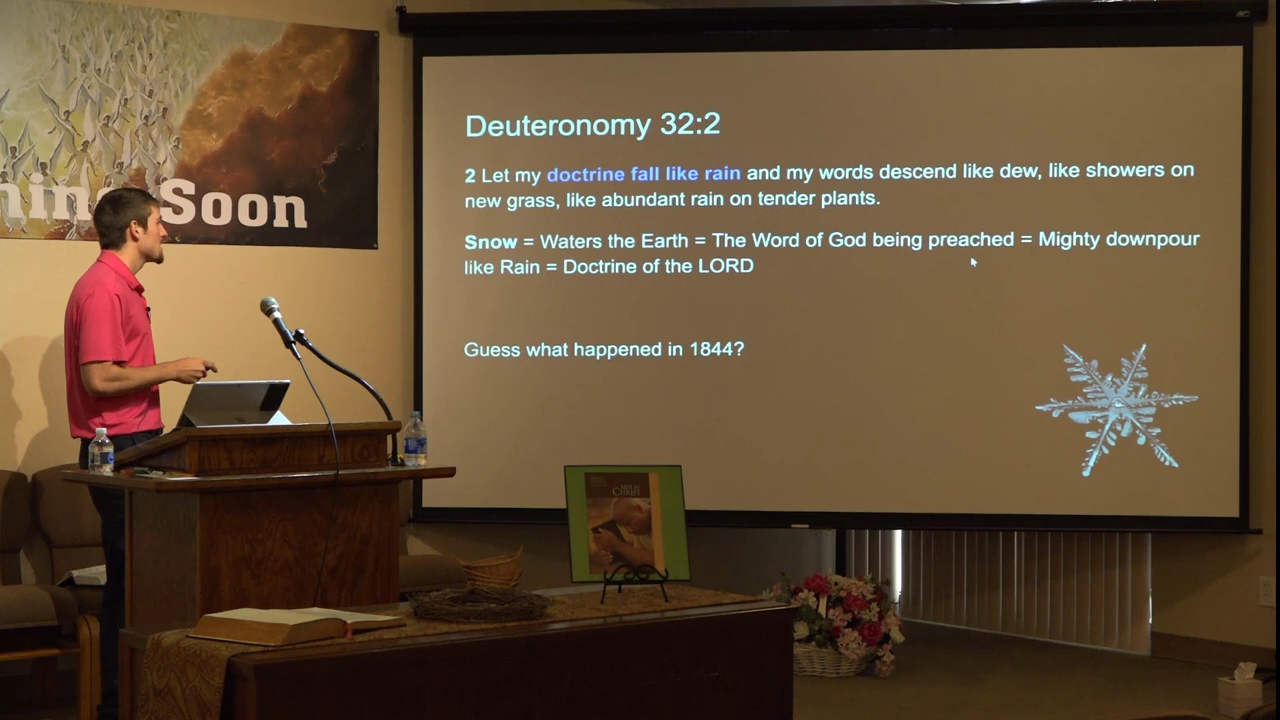 Soon
Deuteronomy 32:2
2 Let my doctrine fall like rain and my words descend like dew, like showers on
new grass, like abundant rain on tender plants.
Snow = Waters the Earth = The Word of God being preached = Mighty downpour
like Rain = Doctrine of the LORD
Guess what happened in 1844?
CHRIST